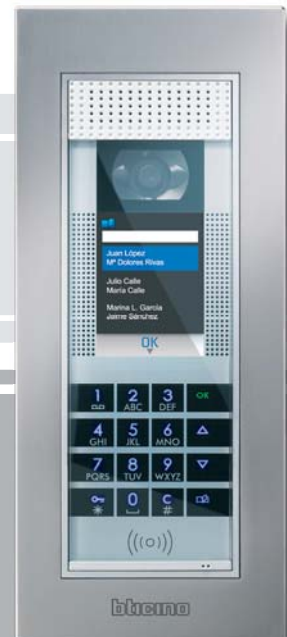 Juan López
Mª Dolores Rivas
Julio Calle
María Calle
Marina L. García
Jaime Sánchez
OK
1 2 ABC 3 DEF OK
4 GHI 5 JKL 6 MNO
7 PQRS 8 TUV 9 WXYZ
* 0 C #
bticino